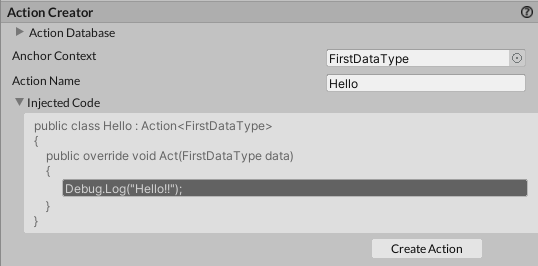 Action Creator
Action Database
Anchor Context FirstDataType
Action Name Hello
Injected Code
public class Hello : Action<FirstDataType>
{
public override void Act(FirstDataType data)
{
Debug.Log("Hello!!");
}
}
Create Action